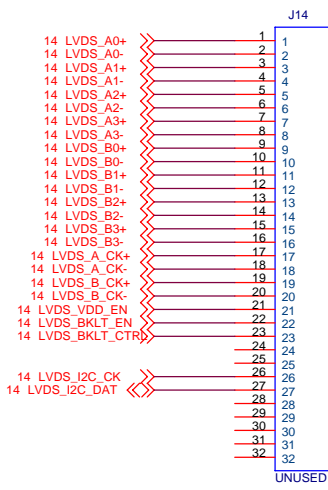 J14
14 LVDS_A0+ 1 1
14 LVDS_A0- 2 2
14 LVDS_A1+ 3 3
14 LVDS_A1- 4 4
14 LVDS_A2+ 5 5
14 LVDS_A2- 6 6
14 LVDS_A3+ 7 7
14 LVDS_A3- 8 8
14 LVDS_B0+ 9 9
14 LVDS_B0- 10 10
14 LVDS_B1+ 11 11
14 LVDS_B1- 12 12
14 LVDS_B2+ 13 13
14 LVDS_B2- 14 14
14 LVDS_B3+ 15 15
14 LVDS_B3- 16 16
14 LVDS_A_CK+ 17 17
14 LVDS_A_CK- 18 18
14 LVDS_B_CK+ 19 19
14 LVDS_B_CK- 20 20
14 LVDS_VDD_EN 21 21
14 LVDS_BKLT_EN 22 22
14 LVDS_BKLT_CTRL 23 23
24 24
25 25
14 LVDS_I2C_CK 26 26
14 LVDS_I2C_DAT 27 27
28 28
29 29
30 30
31 31
32 32
UNUSED